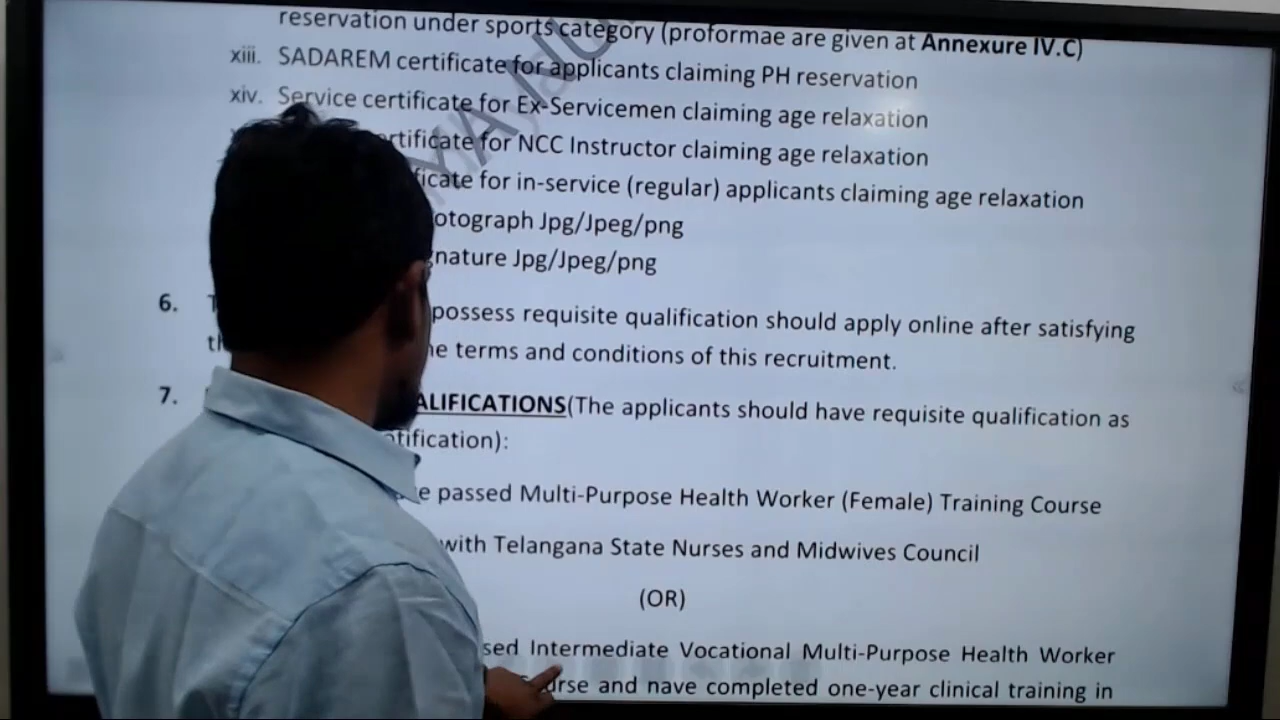 reservation under sports category (proformae are given at Annexure IV.C)
xiii. SADAREM certificate for applicants claiming PH reservation
xiv. Service certificate for Ex-Servicemen claiming age relaxation
rtificate for NCC Instructor claiming age relaxation
ficate for in-service (regular) applicants claiming age relaxation
otograph Jpg/Jpeg/png
nature Jpg/Jpeg/png
6. possess requisite qualification should apply online after satisfying
e terms and conditions of this recruitment.
7. ALIFICATIONS(The applicants should have requisite qualification as
tification):
e passed Multi-Purpose Health Worker (Female) Training Course
with Telangana State Nurses and Midwives Council
(OR)
sed Intermediate Vocational Multi-Purpose Health Worker
urse and have completed one-year clinical training in